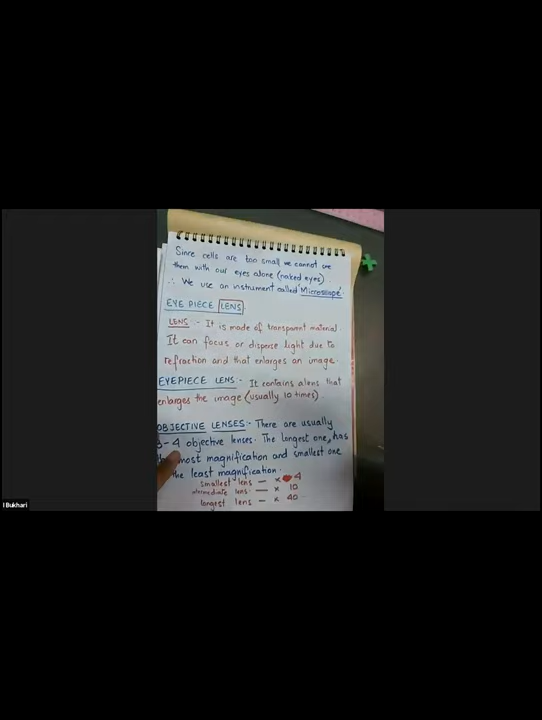 Since cells are too small we cannot see
them with our eyes alone (naked eyes).
∴ We use an instrument called 'Microscope'.
EYE PIECE LENS
LENS :- It is made of transparent material.
It can focus or disperse light due to
refraction and that enlarges an image.
EYEPIECE LENS - It contains a lens that
enlarges the image (usually 10 times).
OBJECTIVE LENSES:- There are usually
3-4 objective lenses. The longest one, has
most magnification and smallest one
the least magnification.
smallest lens — × 4
intermediate lens — × 10
longest lens — × 40
I Bukhari